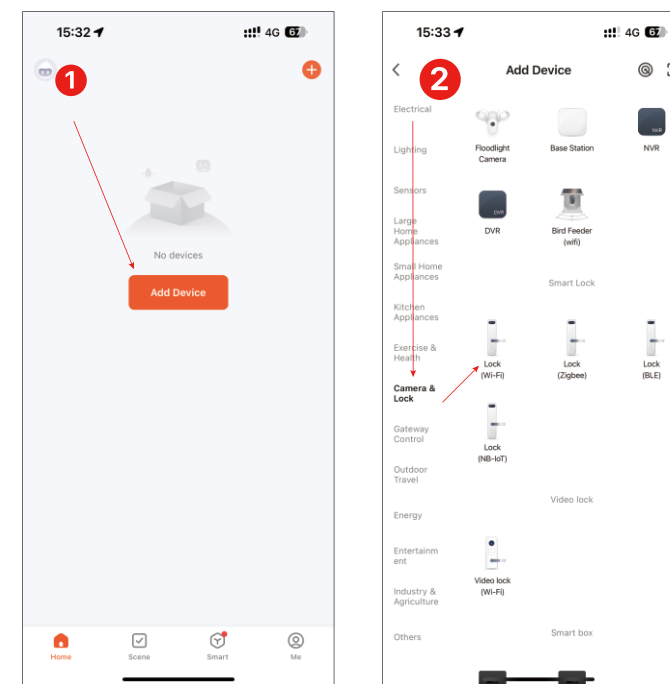 15:32
4G 67
1
No devices
Add Device
Home
Scene
Smart
Me
15:33
4G 67
2
Add Device
Electrical
Lighting
Sensors
Large
Home
Appliances
Small Home
Appliances
Kitchen
Appliances
Exercise &
Health
Camera &
Lock
Gateway
Control
Outdoor
Travel
Energy
Entertainm
ent
Industry &
Agriculture
Others
Floodlight
Camera
Base Station
NVR
NVR
DVR
DVR
Bird Feeder
(wifi)
Smart Lock
Lock
(Wi-Fi)
Lock
(Zigbee)
Lock
(BLE)
Lock
(NB-IoT)
Video lock
Video lock
(Wi-Fi)
Smart box